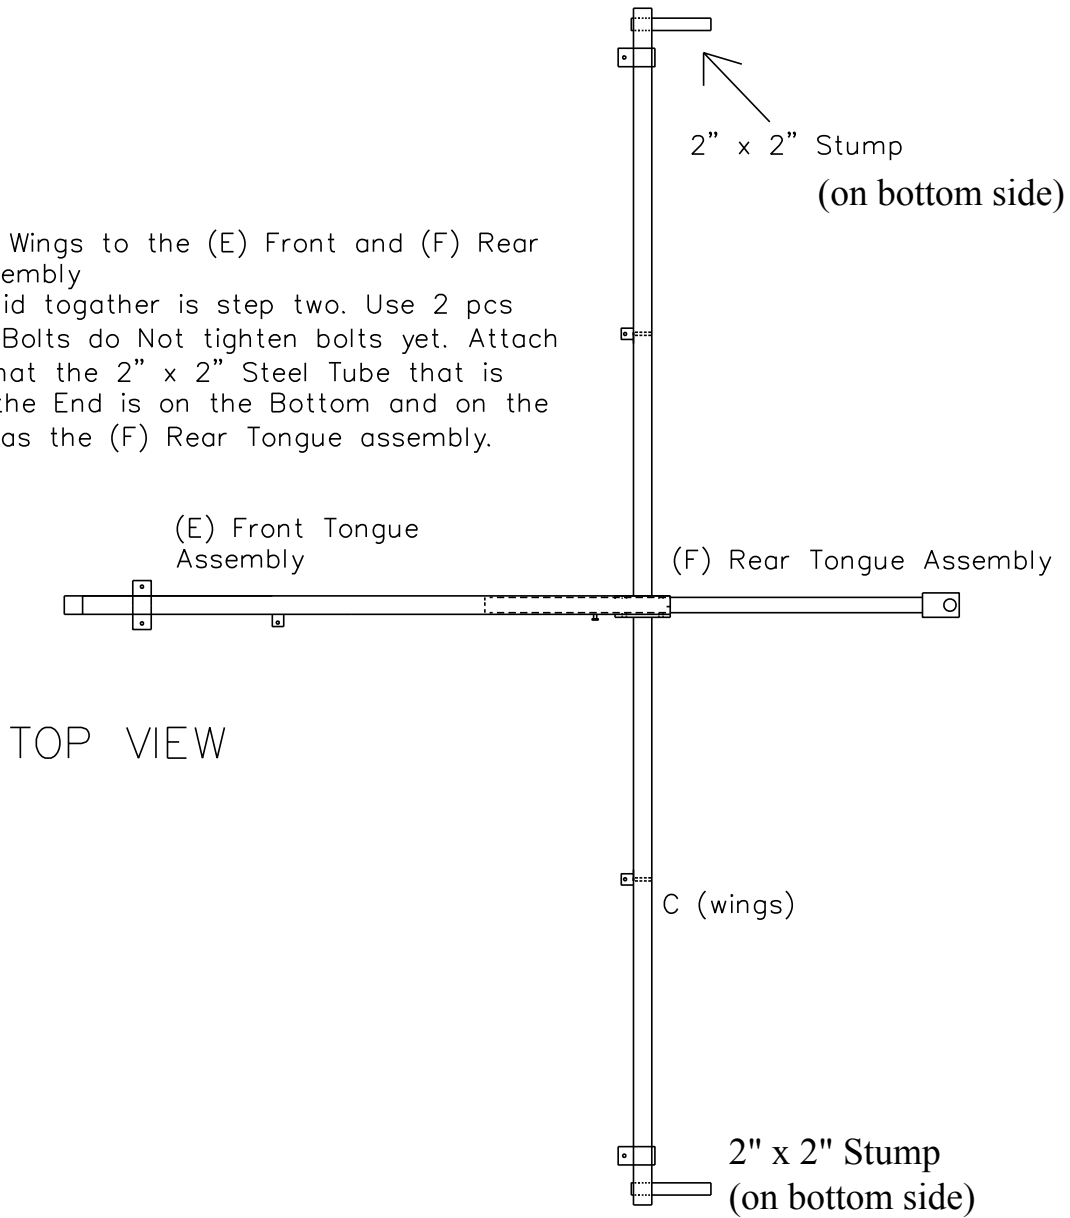 2” x 2” Stump
(on bottom side)
Wings to the (E) Front and (F) Rear
embly
id togather is step two. Use 2 pcs
Bolts do Not tighten bolts yet. Attach
hat the 2” x 2” Steel Tube that is
the End is on the Bottom and on the
as the (F) Rear Tongue assembly.
(E) Front Tongue
Assembly
(F) Rear Tongue Assembly
TOP VIEW
C (wings)
2" x 2" Stump
(on bottom side)